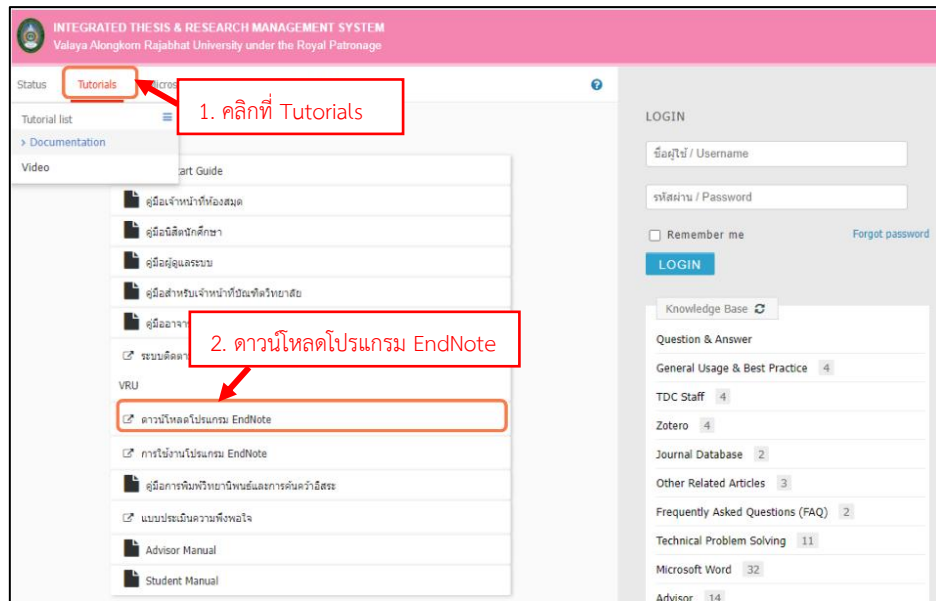 INTEGRATED THESIS & RESEARCH MANAGEMENT SYSTEM
Valaya Alongkorn Rajabhat University under the Royal Patronage
Status Tutorials
1. คลิกที่ Tutorials
Tutorial list
> Documentation
Video
art Guide
คู่มือเจ้าหน้าที่ห้องสมุด
คู่มือนิสิตนักศึกษา
คู่มือผู้ดูแลระบบ
คู่มือสำหรับเจ้าหน้าที่บัณฑิตวิทยาลัย
2. ดาวน์โหลดโปรแกรม EndNote
VRU
ดาวน์โหลดโปรแกรม EndNote
การใช้งานโปรแกรม EndNote
คู่มือการพิมพ์วิทยานิพนธ์และการค้นคว้าอิสระ
แบบประเมินความพึงพอใจ
Advisor Manual
Student Manual
LOGIN
ชื่อผู้ใช้ / Username
รหัสผ่าน / Password
Remember me Forgot password
LOGIN
Knowledge Base
Question & Answer
General Usage & Best Practice 4
TDC Staff 4
Zotero 4
Journal Database 2
Other Related Articles 3
Frequently Asked Questions (FAQ) 2
Technical Problem Solving 11
Microsoft Word 32
Advisor 14